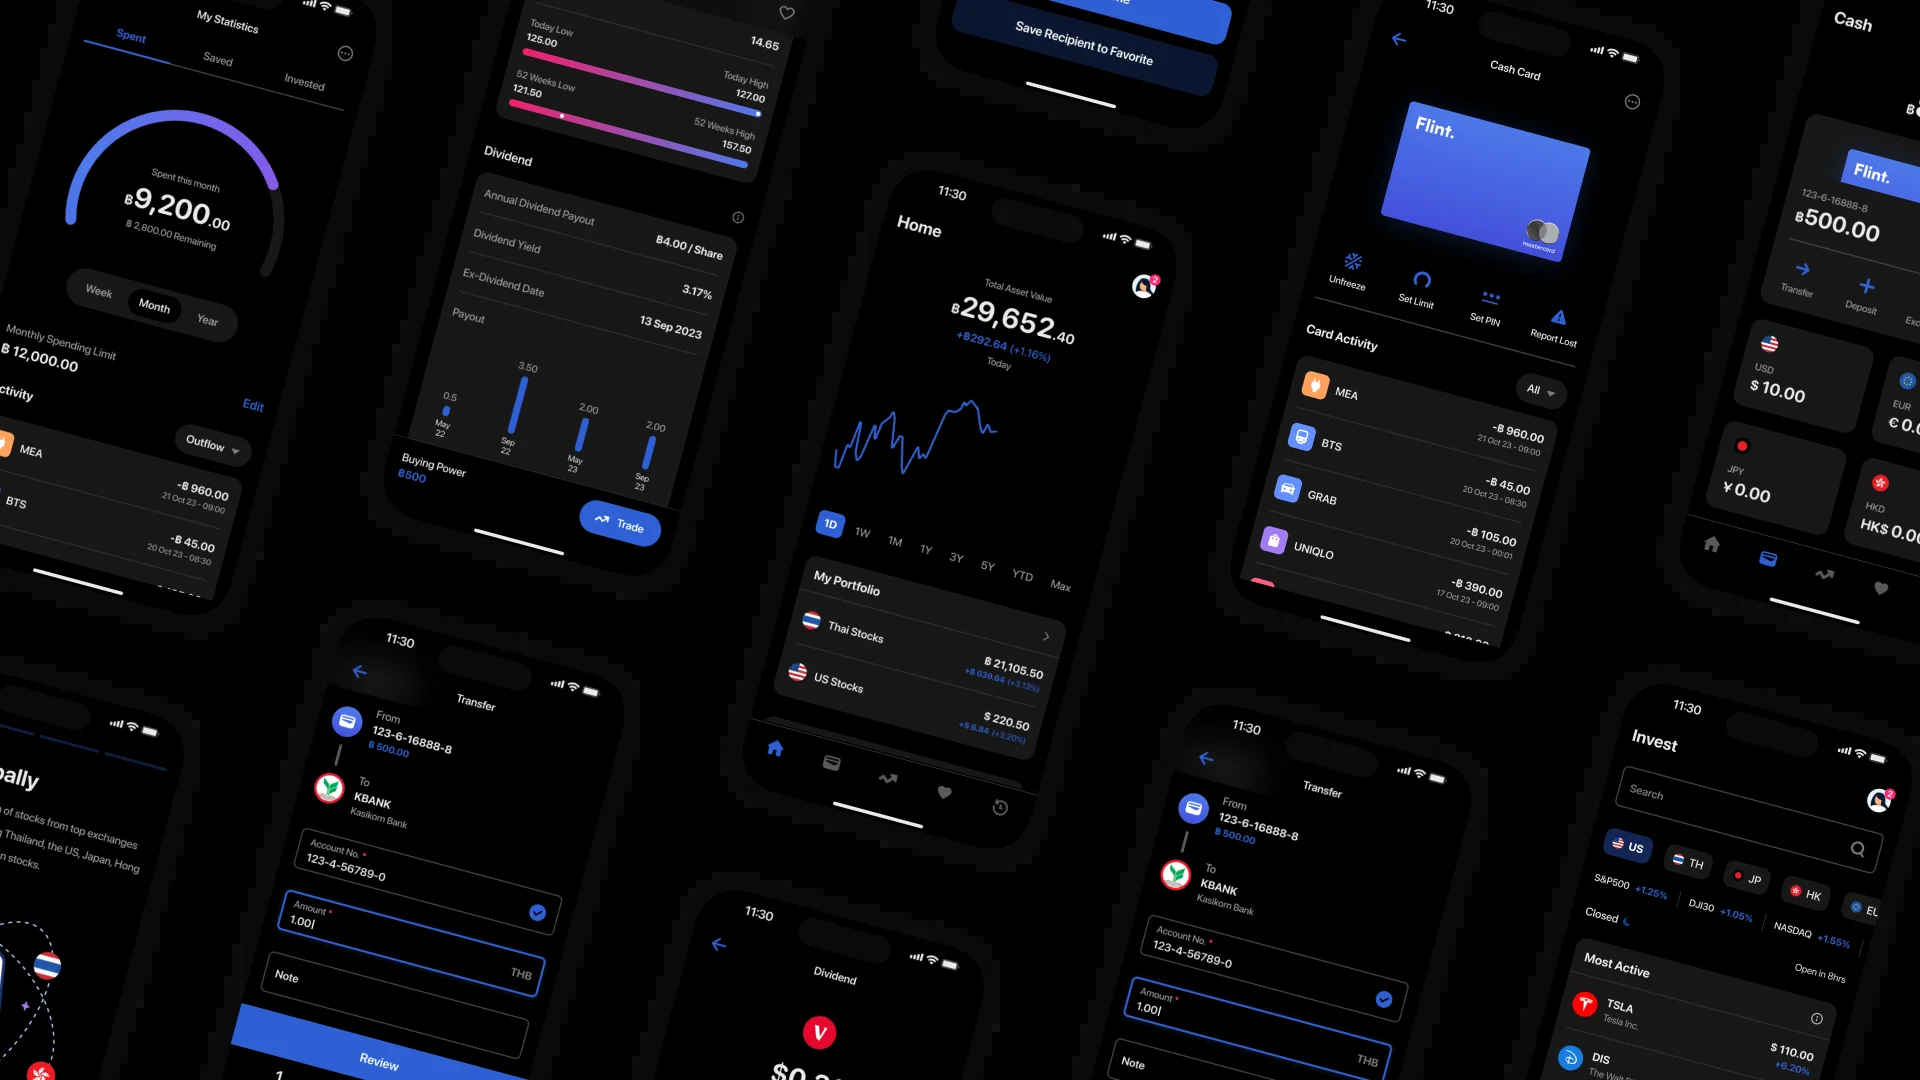 My Statistics
Spent
Saved
Invested
Spent this month
฿9,200.00
฿ 2,800.00 Remaining
Week
Month
Year
Monthly Spending Limit
฿ 12,000.00
Edit
Outflow
MEA
-฿ 960.00
21 Oct 23 - 09:00
BTS
-฿ 45.00
20 Oct 23 - 08:30
14.65
Today Low
125.00
Today High
127.00
52 Weeks Low
121.50
52 Weeks High
157.50
Dividend
Annual Dividend Payout
฿4.00 / Share
Dividend Yield
3.17%
Ex-Dividend Date
13 Sep 2023
Payout
0.5
3.50
2.00
2.00
May 22
Sep 22
May 23
Sep 23
Buying Power
฿500
Trade
Save Recipient to Favorite
11:30
Home
Total Asset Value
฿29,652.40
+฿292.64 (+1.16%)
Today
1D
1W
1M
1Y
3Y
5Y
YTD
Max
My Portfolio
Thai Stocks
฿ 21,105.50
+฿ 639.64 (+3.13%)
US Stocks
$ 220.50
+$ 6.84 (+3.20%)
11:30
Cash Card
Flint.
mastercard
Unfreeze
Set Limit
Set PIN
Report Lost
Card Activity
All
MEA
-฿ 960.00
21 Oct 23 - 09:00
BTS
-฿ 45.00
20 Oct 23 - 08:30
GRAB
-฿ 105.00
20 Oct 23 - 00:01
UNIQLO
-฿ 390.00
17 Oct 23 - 09:00
Cash
Flint.
123-6-16888-8
฿500.00
Transfer
Deposit
USD
$ 10.00
EUR
JPY
¥ 0.00
HKD
of stocks from top exchanges
Thailand, the US, Japan, Hong
stocks.
11:30
Transfer
From
123-6-16888-8
฿ 500.00
To
KBANK
Kasikorn Bank
Account No. *
123-4-56789-0
Amount *
1.00
THB
Note
Review
1
11:30
Dividend
11:30
Transfer
From
123-6-16888-8
฿ 500.00
To
KBANK
Kasikorn Bank
Account No. *
123-4-56789-0
Amount *
1.00
THB
Note
11:30
Invest
2
Search
US
TH
JP
HK
S&P500 +1.25%
DJI30 +1.05%
NASDAQ +1.55%
Closed
Open in 8hrs
Most Active
TSLA
Tesla Inc.
$ 110.00
+6.20%
DIS